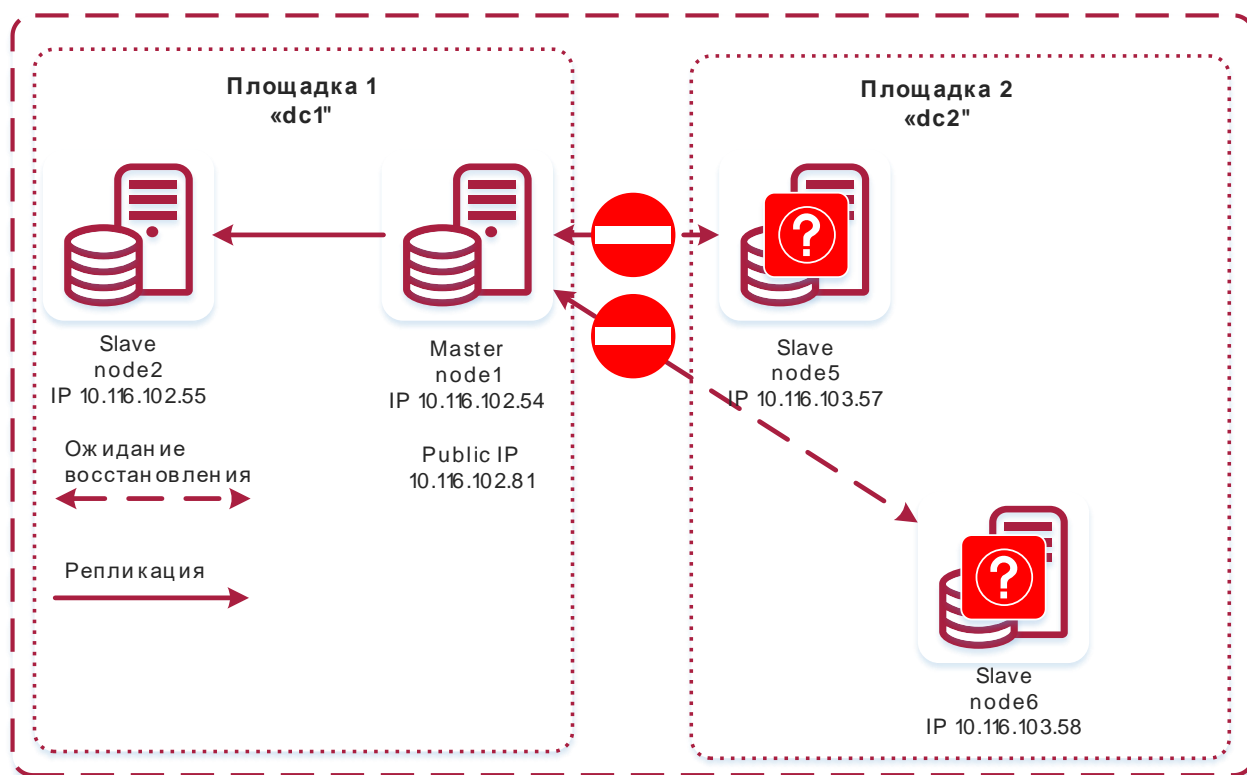 Площадка 1
«dc1"
Площадка 2
«dc2"
Slave
node2
IP 10.116.102.55
Master
node1
IP 10.116.102.54
Public IP
10.116.102.81
Slave
node5
IP 10.116.103.57
Ожидание
восстановления
Репликация
?
?
Slave
node6
IP 10.116.103.58